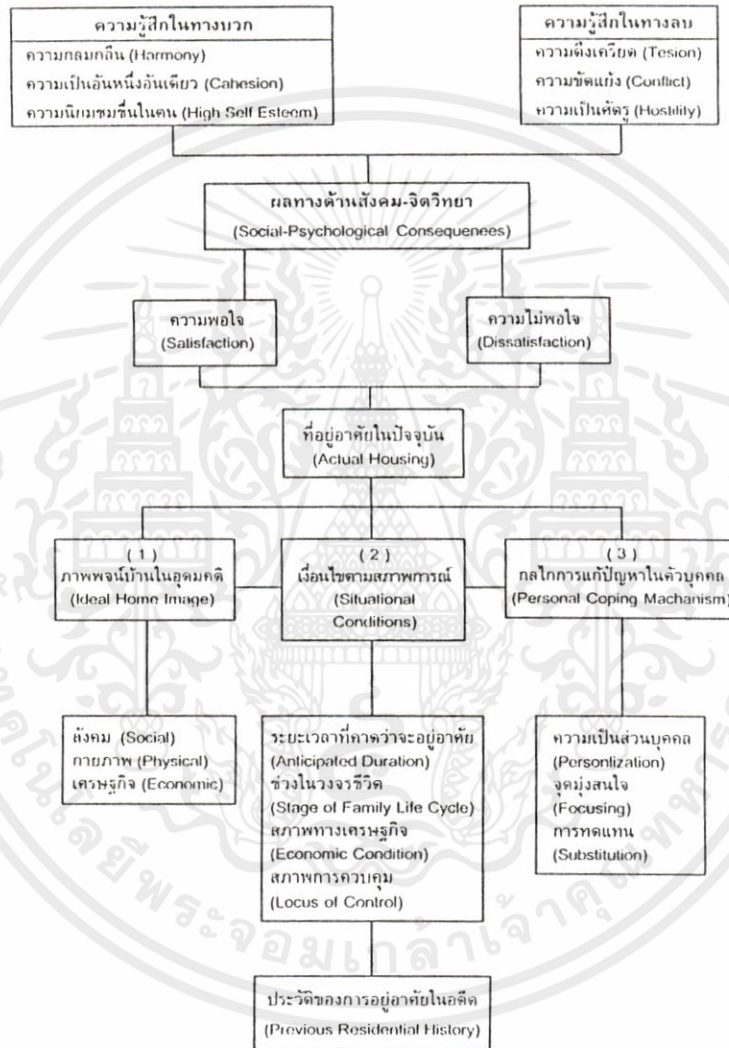 ความรู้สึกในทางบวก
ความกลมกลืน (Harmony)
ความเป็นอันหนึ่งอันเดียว (Cahesion)
ความนิยมชมชื่นในตน (High Self Esteem)
ความรู้สึกในทางลบ
ความตึงเครียด (Tesion)
ความขัดแย้ง (Conflict)
ความเป็นศัตรู (Hostility)
ผลทางด้านสังคม-จิตวิทยา
(Social-Psychological Consequenees)
ความพอใจ
(Satisfaction)
ความไม่พอใจ
(Dissatisfaction)
ที่อยู่อาศัยในปัจจุบัน
(Actual Housing)
(1)
ภาพพจน์บ้านในอุดมคติ
(Ideal Home Image)
(2)
เงื่อนไขตามสภาพการณ์
(Situational
Conditions)
(3)
กลไกการแก้ปัญหาในตัวบุคคล
(Personal Coping Machanism)
สังคม (Social)
กายภาพ (Physical)
เศรษฐกิจ (Economic)
ระยะเวลาที่คาดว่าจะอยู่อาศัย
(Anticipated Duration)
ช่วงในวงจรชีวิต
(Stage of Family Life Cycle)
สภาพทางเศรษฐกิจ
(Economic Condition)
สภาพการควบคุม
(Locus of Control)
ความเป็นส่วนบุคคล
(Personlization)
จุดมุ่งสนใจ
(Focusing)
การทดแทน
(Substitution)
ประวัติของการอยู่อาศัยในอดีต
(Previous Residential History)